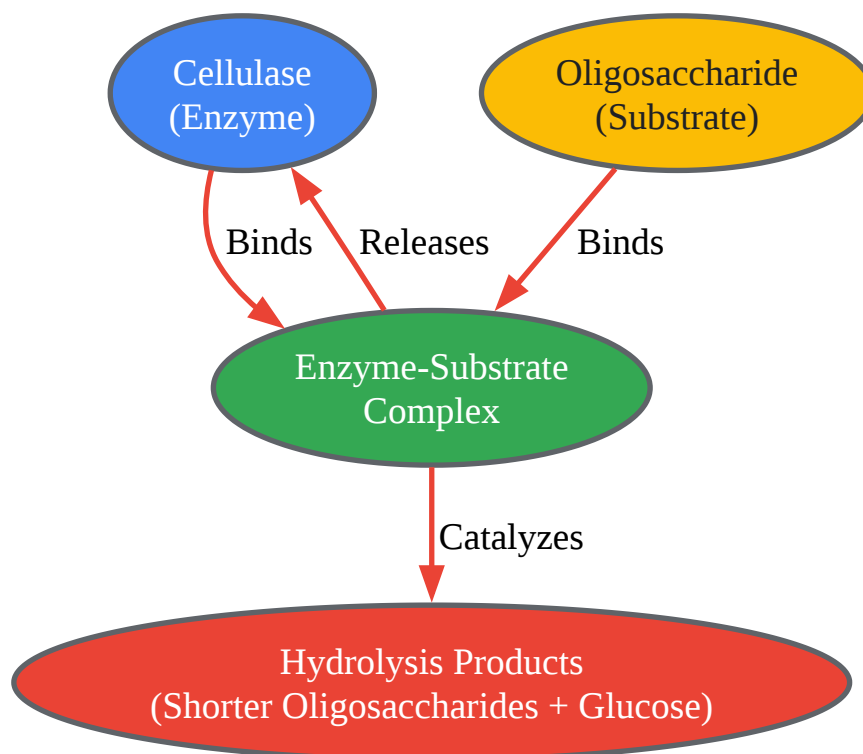 Cellulase
(Enzyme)
Oligosaccharide
(Substrate)
Binds
Releases
Binds
Enzyme-Substrate
Complex
Catalyzes
Hydrolysis Products
(Shorter Oligosaccharides + Glucose)